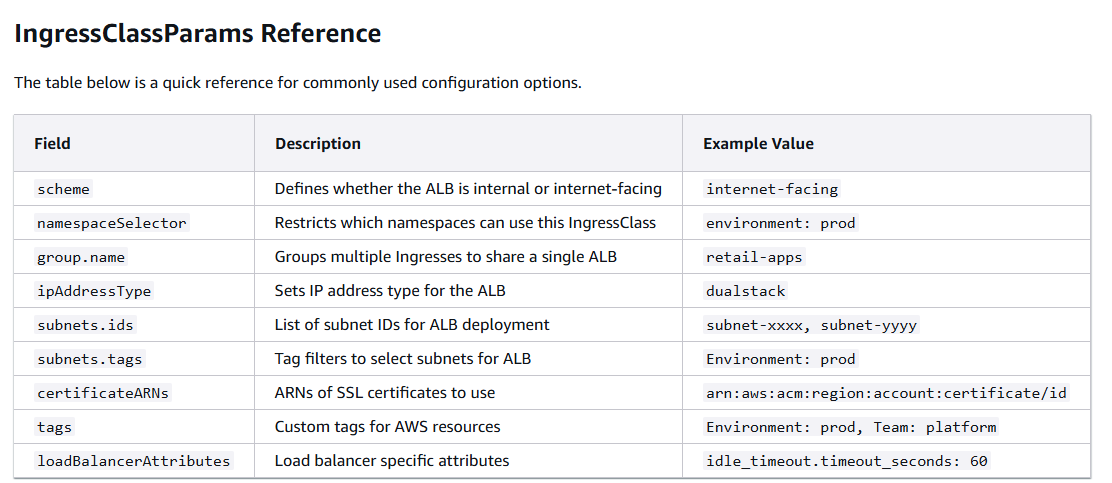 IngressClassParams Reference
The table below is a quick reference for commonly used configuration options.
Field Description Example Value
scheme Defines whether the ALB is internal or internet-facing internet-facing
namespaceSelector Restricts which namespaces can use this IngressClass environment: prod
group.name Groups multiple Ingresses to share a single ALB retail-apps
ipAddressType Sets IP address type for the ALB dualstack
subnets.ids List of subnet IDs for ALB deployment subnet-xxxx, subnet-yyyy
subnets.tags Tag filters to select subnets for ALB Environment: prod
certificateARNs ARNs of SSL certificates to use arn:aws:acm:region:account:certificate/id
tags Custom tags for AWS resources Environment: prod, Team: platform
loadBalancerAttributes Load balancer specific attributes idle_timeout.timeout_seconds: 60